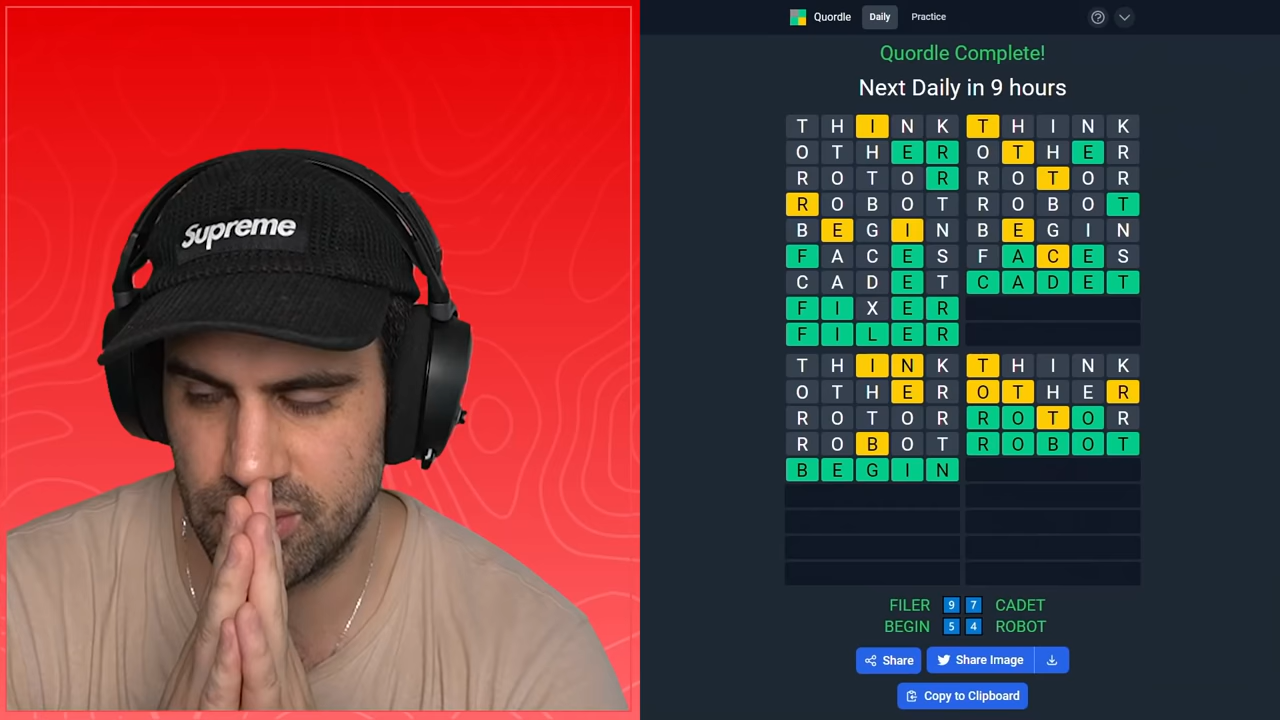 Supreme
Quordle Daily Practice
Quordle Complete!
Next Daily in 9 hours
T H I N K T H I N K
O T H E R O T H E R
R O T O R R O T O R
R O B O T R O B O T
B E G I N B E G I N
F A C E S F A C E S
C A D E T C A D E T
F I X E R
F I L E R
T H I N K T H I N K
O T H E R O T H E R
R O T O R R O T O R
R O B O T R O B O T
B E G I N
FILER 9 7 CADET
BEGIN 5 4 ROBOT
Share Share Image
Copy to Clipboard